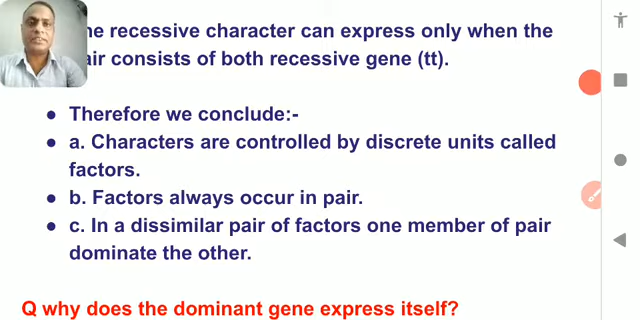 he recessive character can express only when the
air consists of both recessive gene (tt).
● Therefore we conclude:-
● a. Characters are controlled by discrete units called
factors.
● b. Factors always occur in pair.
● c. In a dissimilar pair of factors one member of pair
dominate the other.
Q why does the dominant gene express itself?